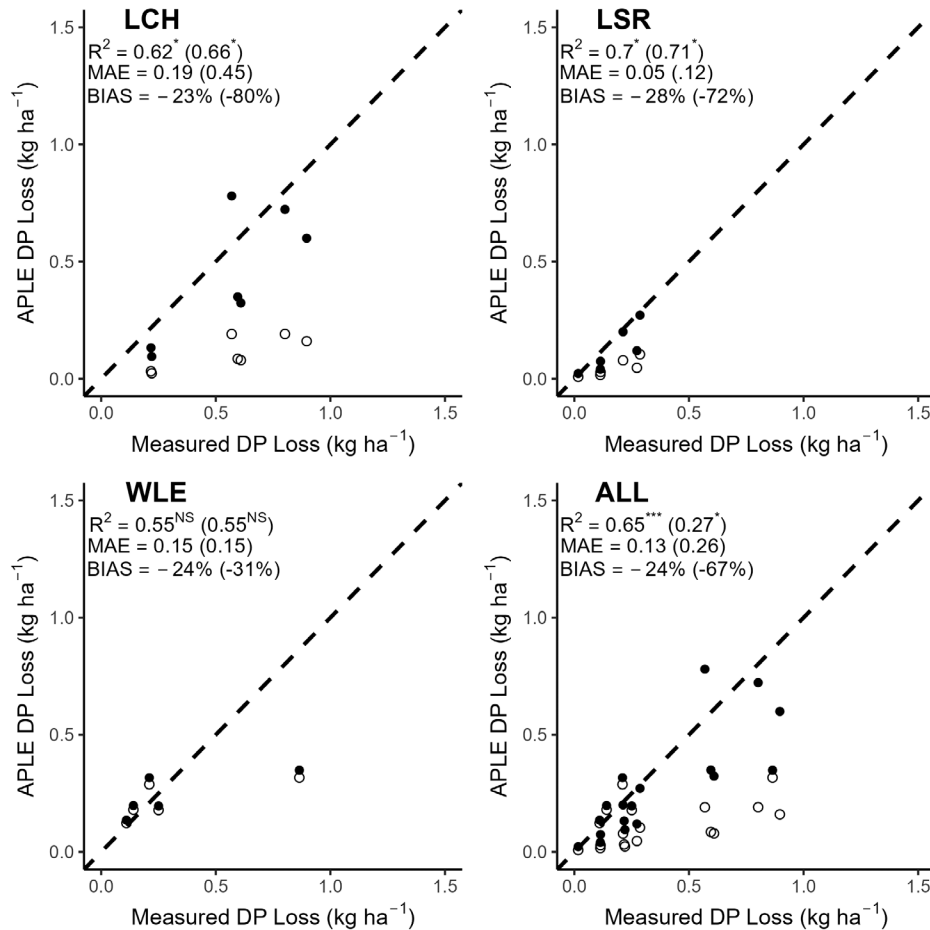 LCH
R² = 0.62* (0.66*)
MAE = 0.19 (0.45)
BIAS = −23% (-80%)
1.5
1.0
0.5
0.0
APLE DP Loss (kg ha⁻¹)
0.0 0.5 1.0 1.5
Measured DP Loss (kg ha⁻¹)
LSR
R² = 0.7* (0.71*)
MAE = 0.05 (.12)
BIAS = −28% (-72%)
1.5
1.0
0.5
0.0
APLE DP Loss (kg ha⁻¹)
0.0 0.5 1.0 1.5
Measured DP Loss (kg ha⁻¹)
WLE
R² = 0.55ᴺˢ (0.55ᴺˢ)
MAE = 0.15 (0.15)
BIAS = −24% (-31%)
1.5
1.0
0.5
0.0
APLE DP Loss (kg ha⁻¹)
0.0 0.5 1.0 1.5
Measured DP Loss (kg ha⁻¹)
ALL
R² = 0.65*** (0.27*)
MAE = 0.13 (0.26)
BIAS = −24% (-67%)
1.5
1.0
0.5
0.0
APLE DP Loss (kg ha⁻¹)
0.0 0.5 1.0 1.5
Measured DP Loss (kg ha⁻¹)